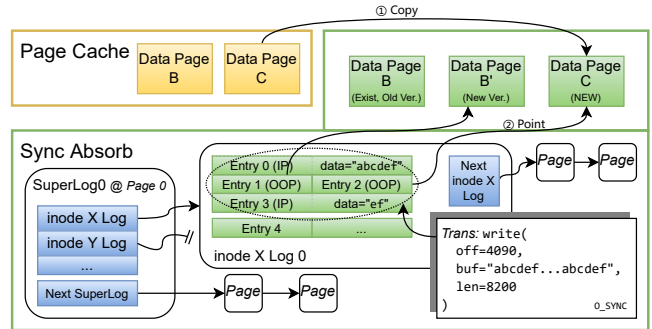 ① Copy
Page Cache
Data Page
B
Data Page
C
Data Page
B
(Exist, Old Ver.)
Data Page
B'
(New Ver.)
Data Page
C
(NEW)
② Point
Sync Absorb
SuperLog0 @ Page 0
inode X Log
inode Y Log
...
Next SuperLog
Entry 0 (IP)
data="abcdef"
Entry 1 (OOP)
Entry 2 (OOP)
Entry 3 (IP)
data="ef"
Entry 4
...
inode X Log 0
Next
inode X
Log
Page
Page
Page
Page
Trans: write(
off=4090,
buf="abcdef...abcdef",
len=8200
)
O_SYNC